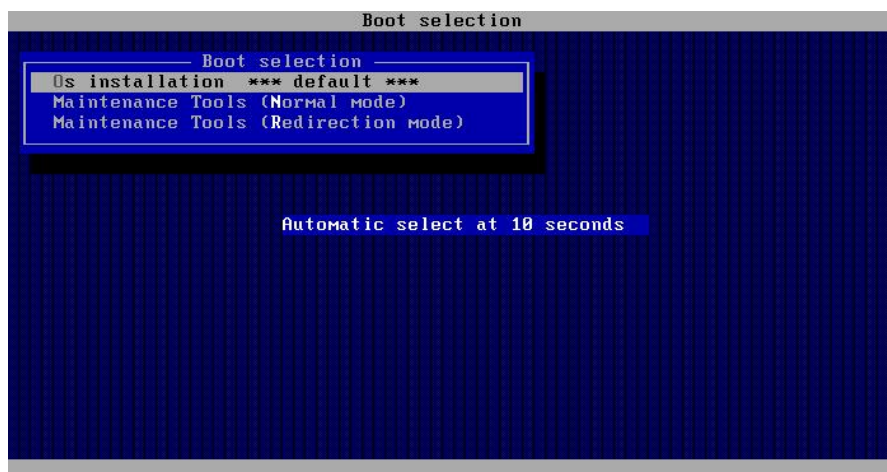 Boot selection
Boot selection
Os installation *** default ***
Maintenance Tools (Normal mode)
Maintenance Tools (Redirection mode)
Automatic select at 10 seconds